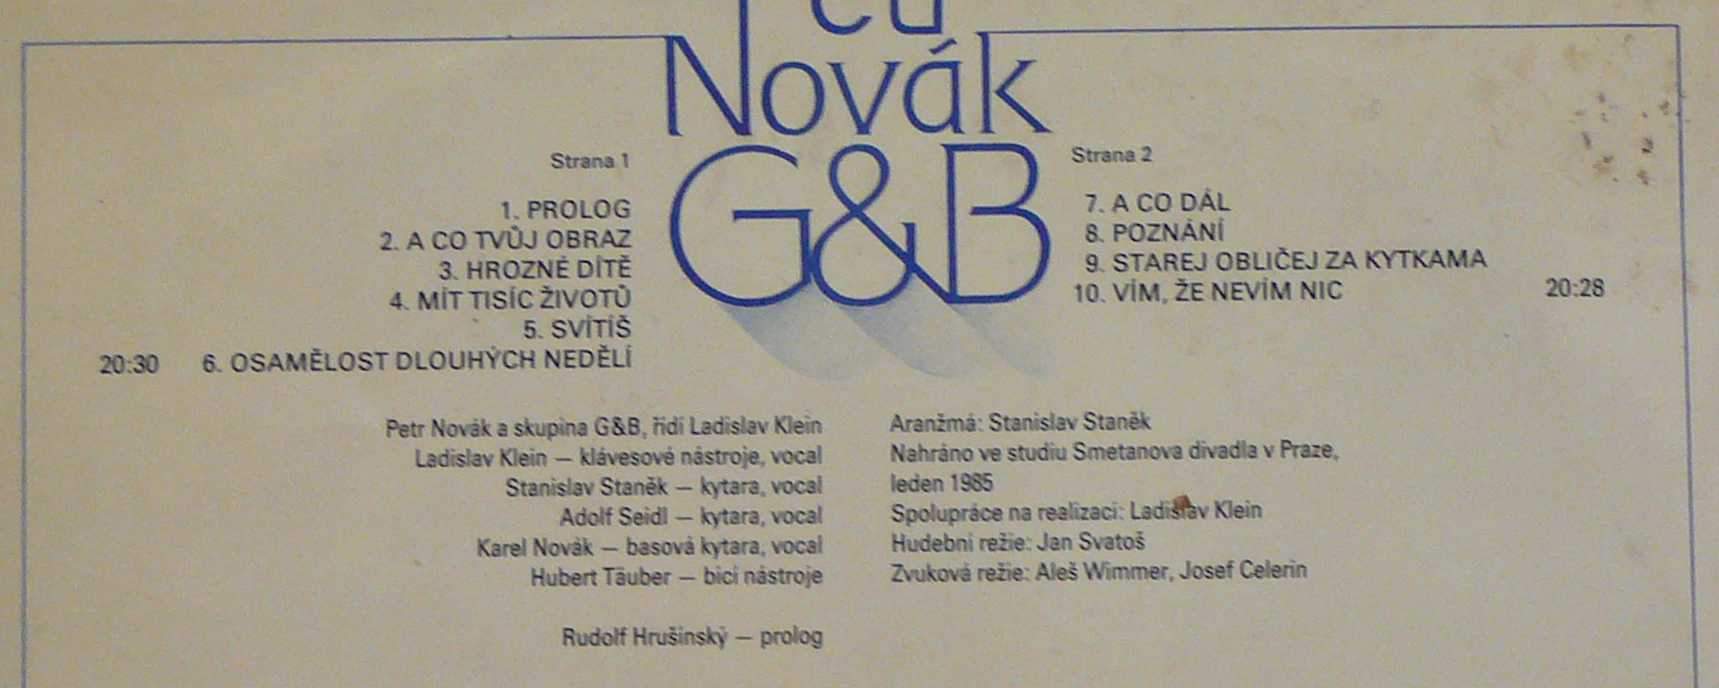 Novák
G&B
Strana 1
1. PROLOG
2. A CO TVŮJ OBRAZ
3. HROZNÉ DÍTĚ
4. MÍT TISÍC ŽIVOTŮ
5. SVÍTÍŠ
20:30 6. OSAMĚLOST DLOUHÝCH NEDĚLÍ
Strana 2
7. A CO DÁL
8. POZNÁNÍ
9. STAREJ OBLIČEJ ZA KYTKAMA
10. VÍM, ŽE NEVÍM NIC 20:28
Petr Novák a skupina G&B, řídí Ladislav Klein
Ladislav Klein – klávesové nástroje, vocal
Stanislav Staněk – kytara, vocal
Adolf Seidl – kytara, vocal
Karel Novák – basová kytara, vocal
Hubert Täuber – bicí nástroje
Rudolf Hrušínský – prolog
Aranžmá: Stanislav Staněk
Nahráno ve studiu Smetanova divadla v Praze,
leden 1985
Spolupráce na realizaci: Ladislav Klein
Hudební režie: Jan Svatoš
Zvuková režie: Aleš Wimmer, Josef Celerin